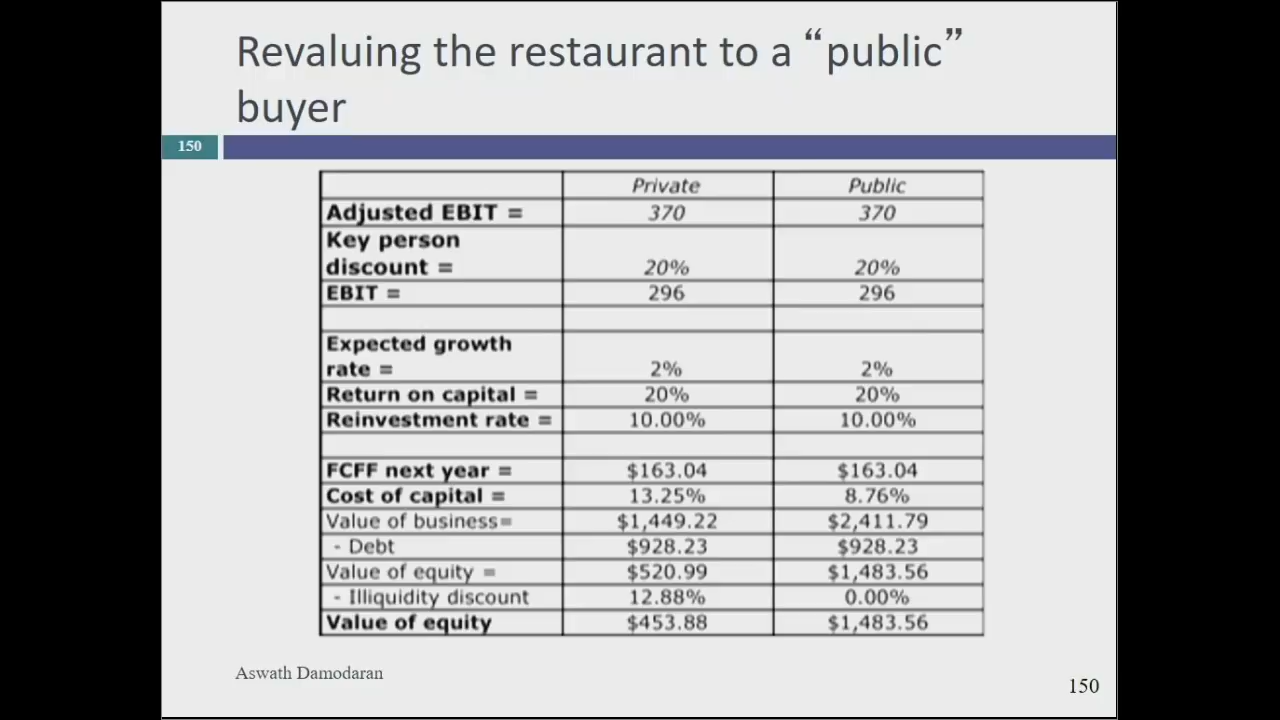 Revaluing the restaurant to a “public”
buyer
150
Private Public
Adjusted EBIT = 370 370
Key person
discount = 20% 20%
EBIT = 296 296
Expected growth
rate = 2% 2%
Return on capital = 20% 20%
Reinvestment rate = 10.00% 10.00%
FCFF next year = $163.04 $163.04
Cost of capital = 13.25% 8.76%
Value of business= $1,449.22 $2,411.79
- Debt $928.23 $928.23
Value of equity = $520.99 $1,483.56
- Illiquidity discount 12.88% 0.00%
Value of equity $453.88 $1,483.56
Aswath Damodaran
150